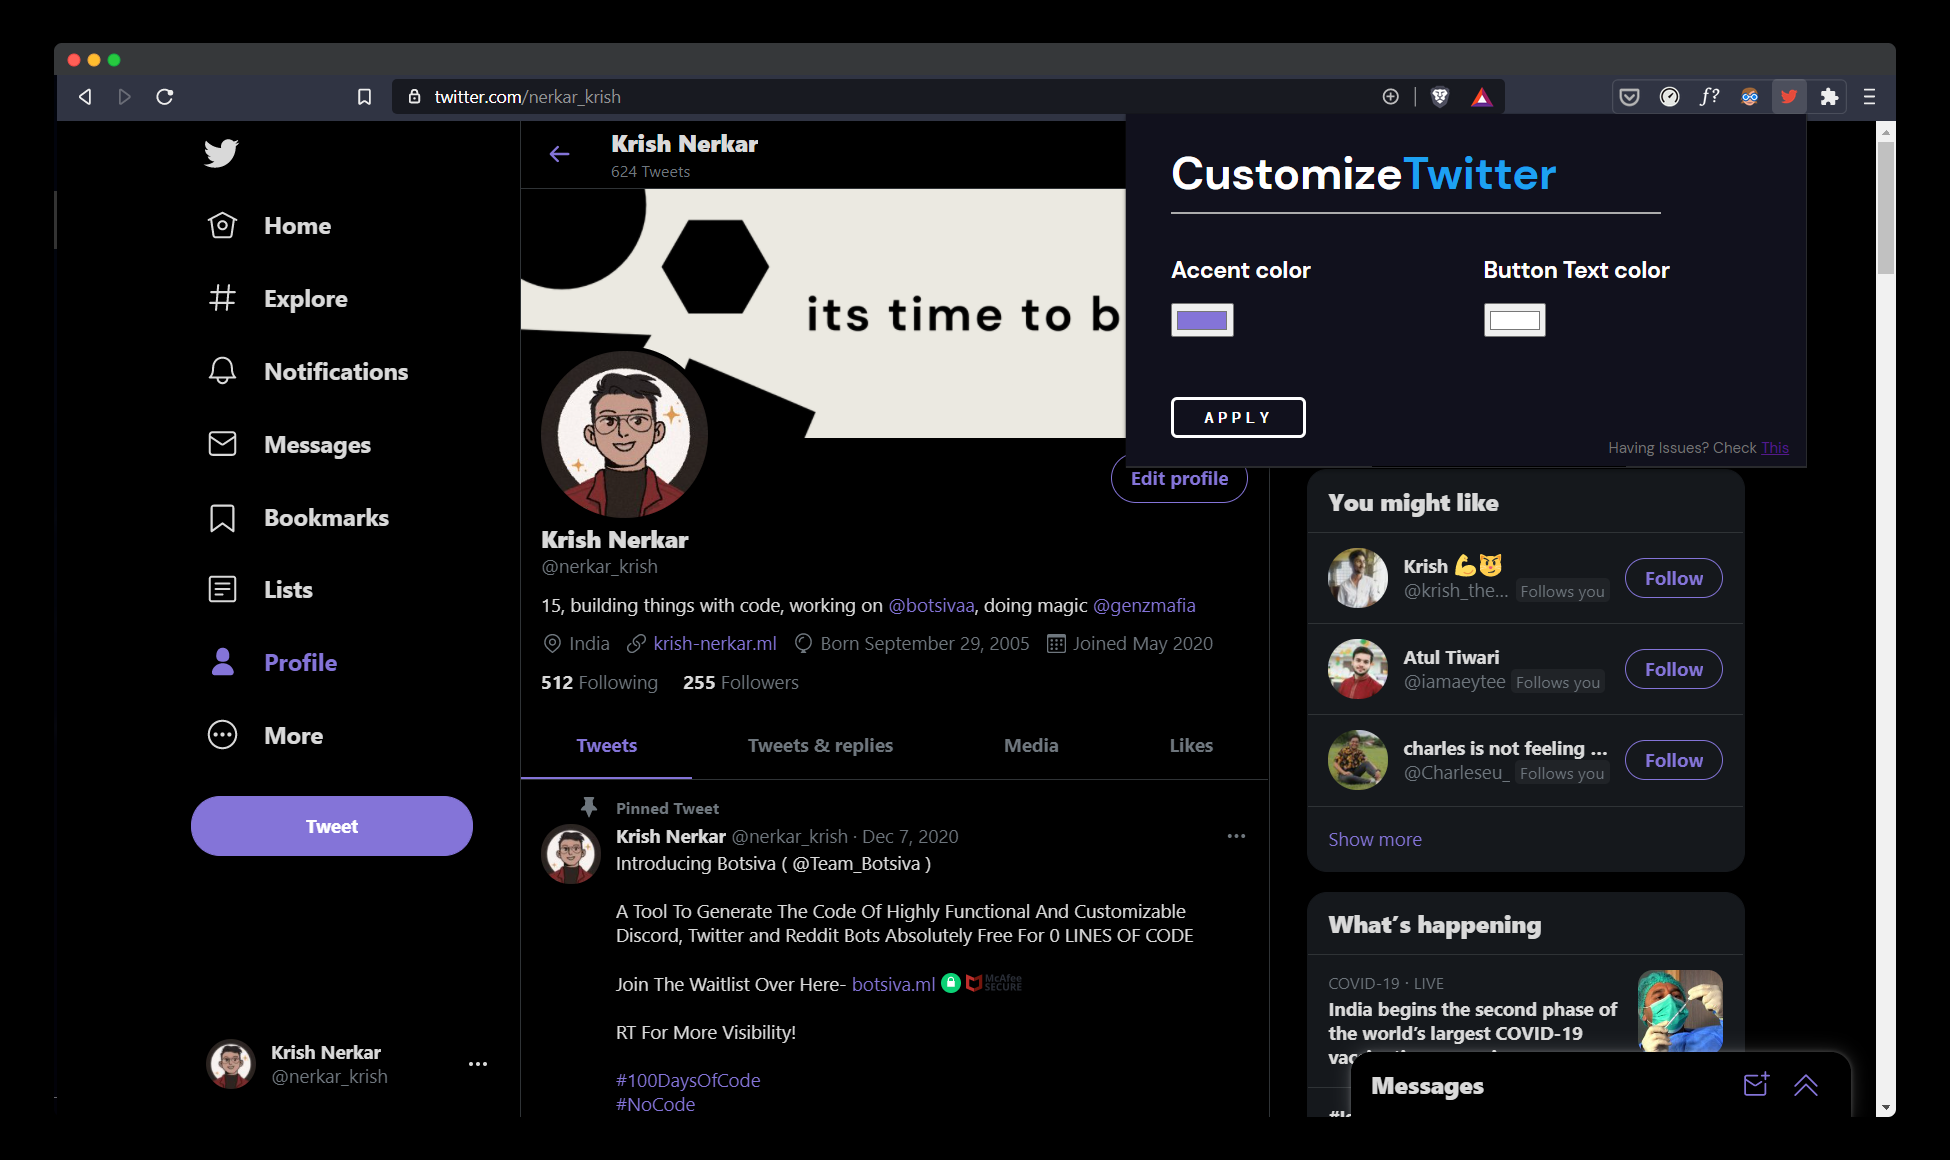 twitter.com/nerkar_krish
f?
Home
Explore
Notifications
Messages
Bookmarks
Lists
Profile
More
Tweet
Krish Nerkar
@nerkar_krish
Krish Nerkar
624 Tweets
its time to b
Edit profile
Krish Nerkar
@nerkar_krish
15, building things with code, working on @botsivaa, doing magic @genzmafia
India krish-nerkar.ml Born September 29, 2005 Joined May 2020
512 Following 255 Followers
Tweets Tweets & replies Media Likes
Pinned Tweet
Krish Nerkar @nerkar_krish · Dec 7, 2020
Introducing Botsiva ( @Team_Botsiva )
A Tool To Generate The Code Of Highly Functional And Customizable
Discord, Twitter and Reddit Bots Absolutely Free For 0 LINES OF CODE
Join The Waitlist Over Here- botsiva.ml McAfee
SECURE
RT For More Visibility!
#100DaysOfCode
#NoCode
CustomizeTwitter
Accent color
Button Text color
APPLY
Having Issues? Check This
You might like
Krish 💪😼
@krish_the... Follows you
Follow
Atul Tiwari
@iamaeytee Follows you
Follow
charles is not feeling ...
@Charleseu_ Follows you
Follow
Show more
What's happening
COVID-19 · LIVE
India begins the second phase of
the world's largest COVID-19
Messages